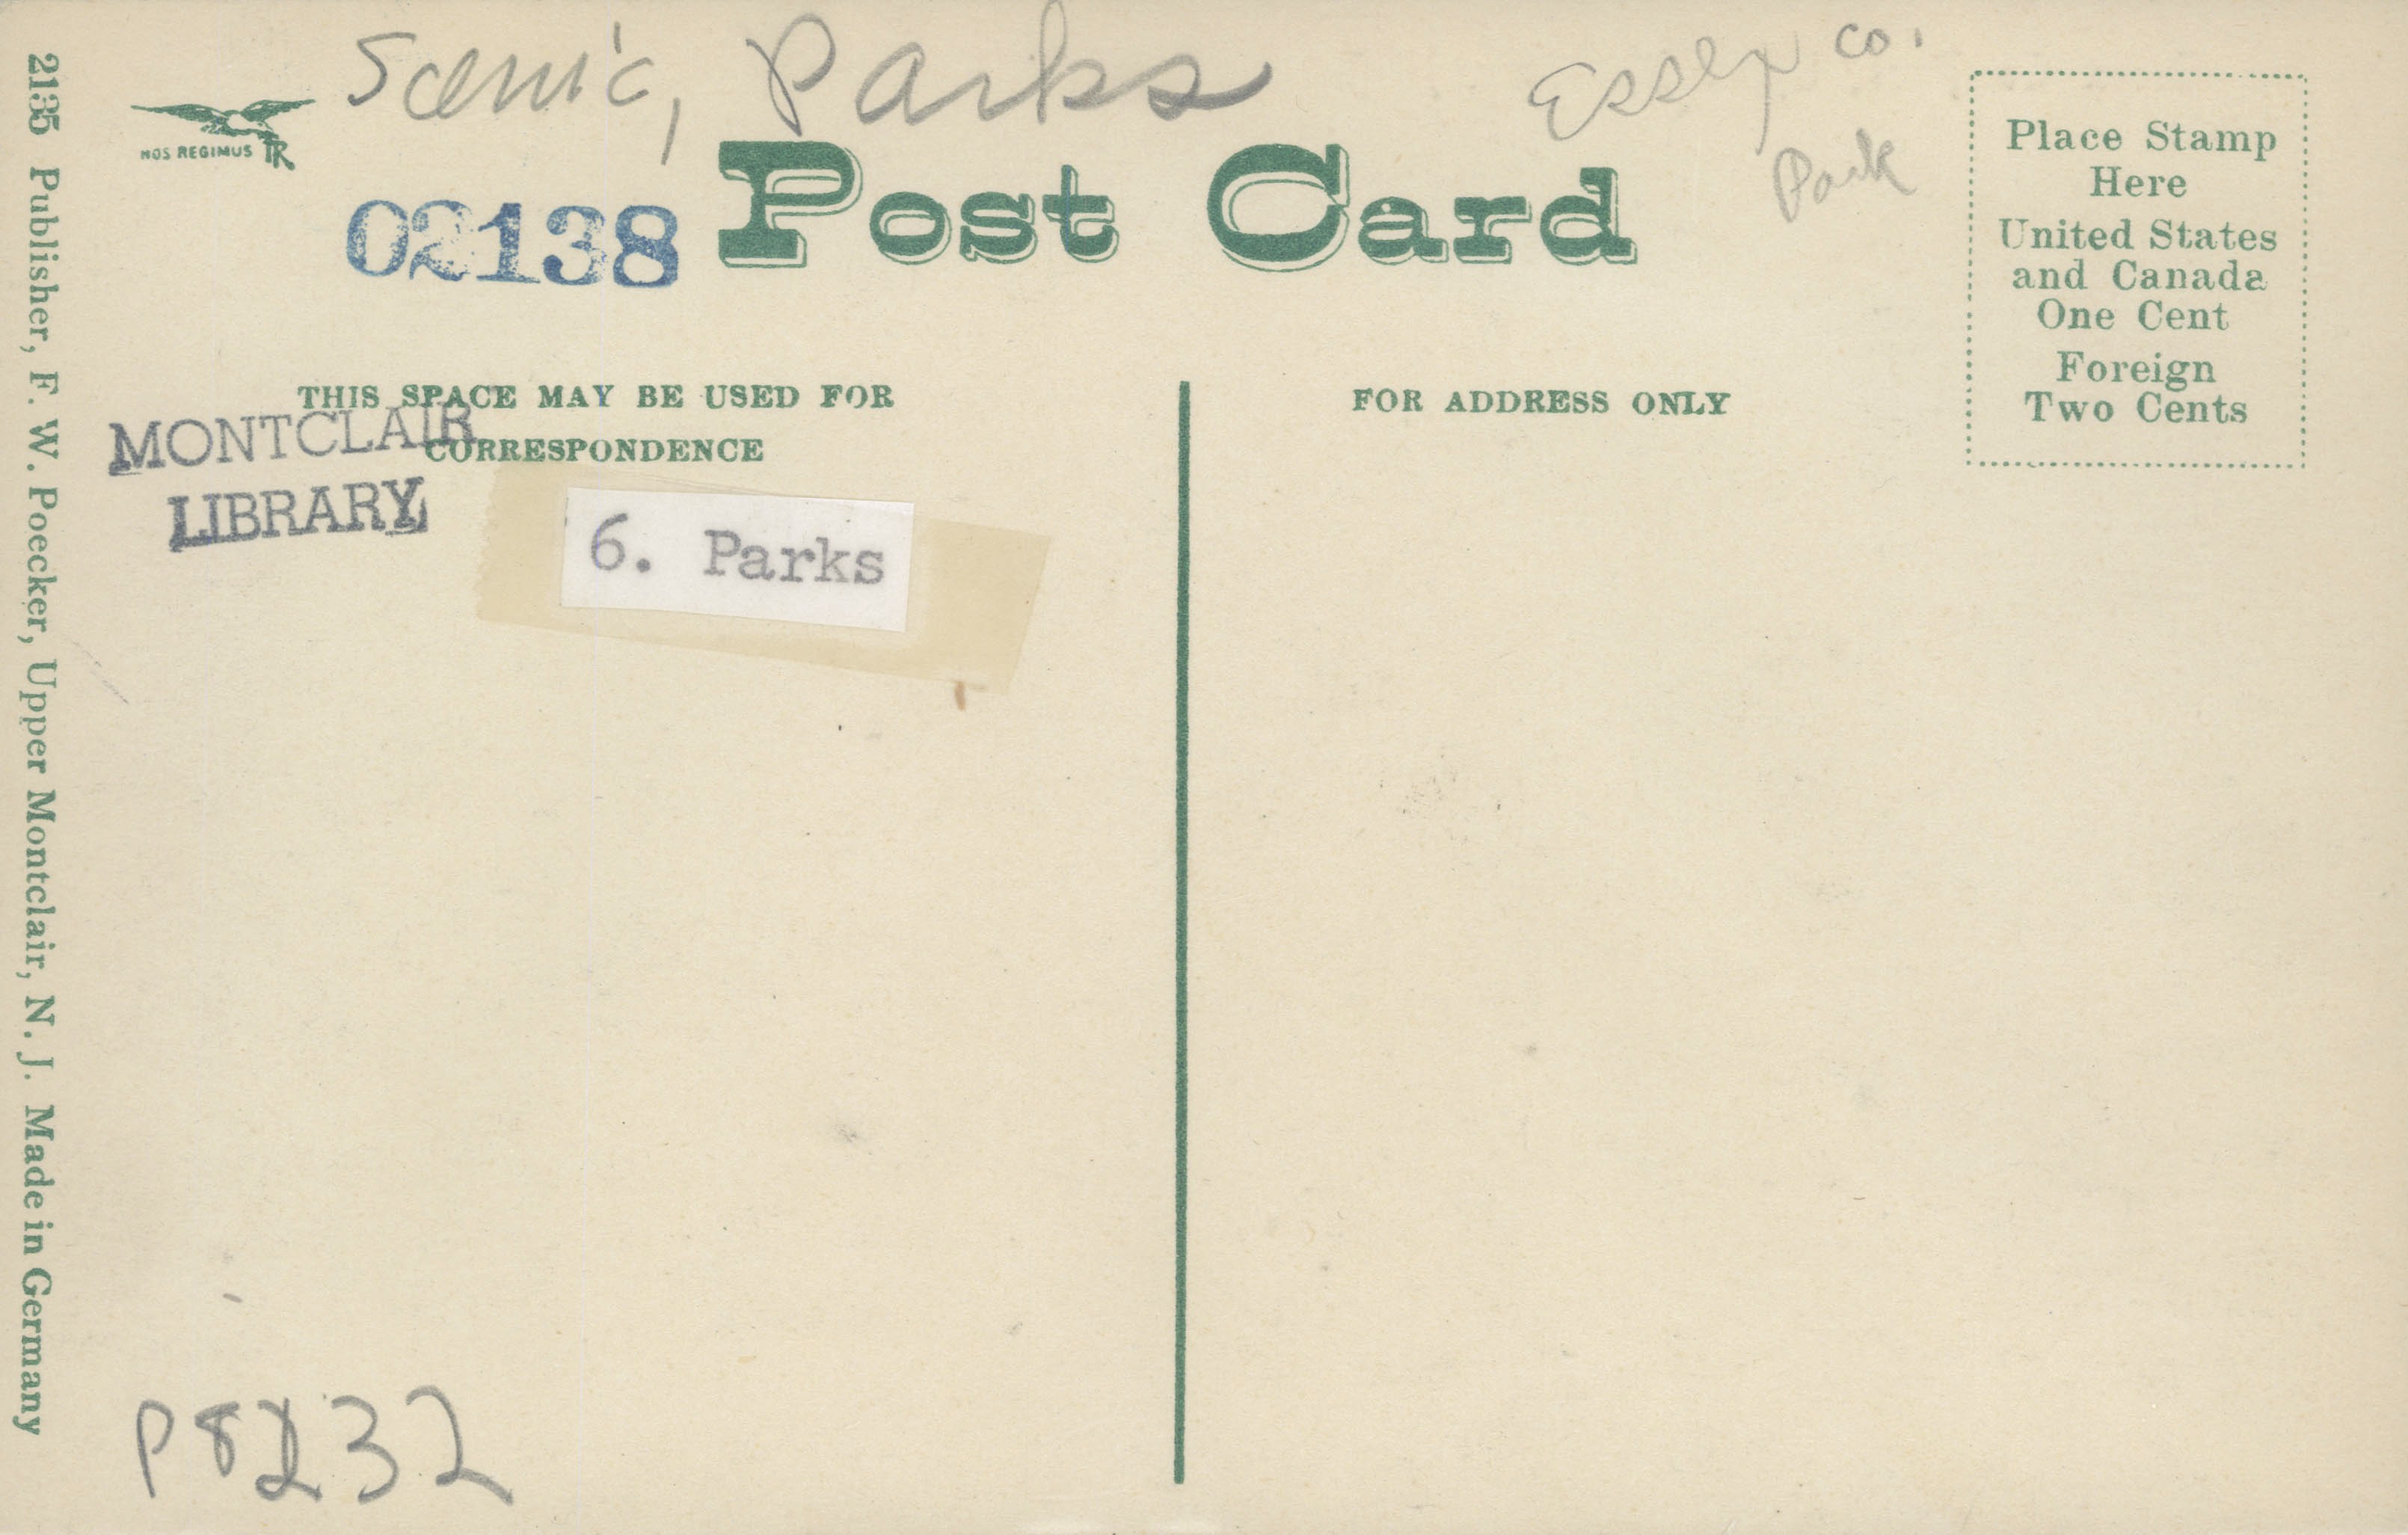 Scenic, Parks
Essex Co.
Park
NOS REGIMUS TR
02138
Post Card
Place Stamp
Here
United States
and Canada
One Cent
Foreign
Two Cents
THIS SPACE MAY BE USED FOR
CORRESPONDENCE
FOR ADDRESS ONLY
MONTCLAIR
LIBRARY
6. Parks
2135 Publisher, F. W. Poecker, Upper Montclair, N. J. Made in Germany